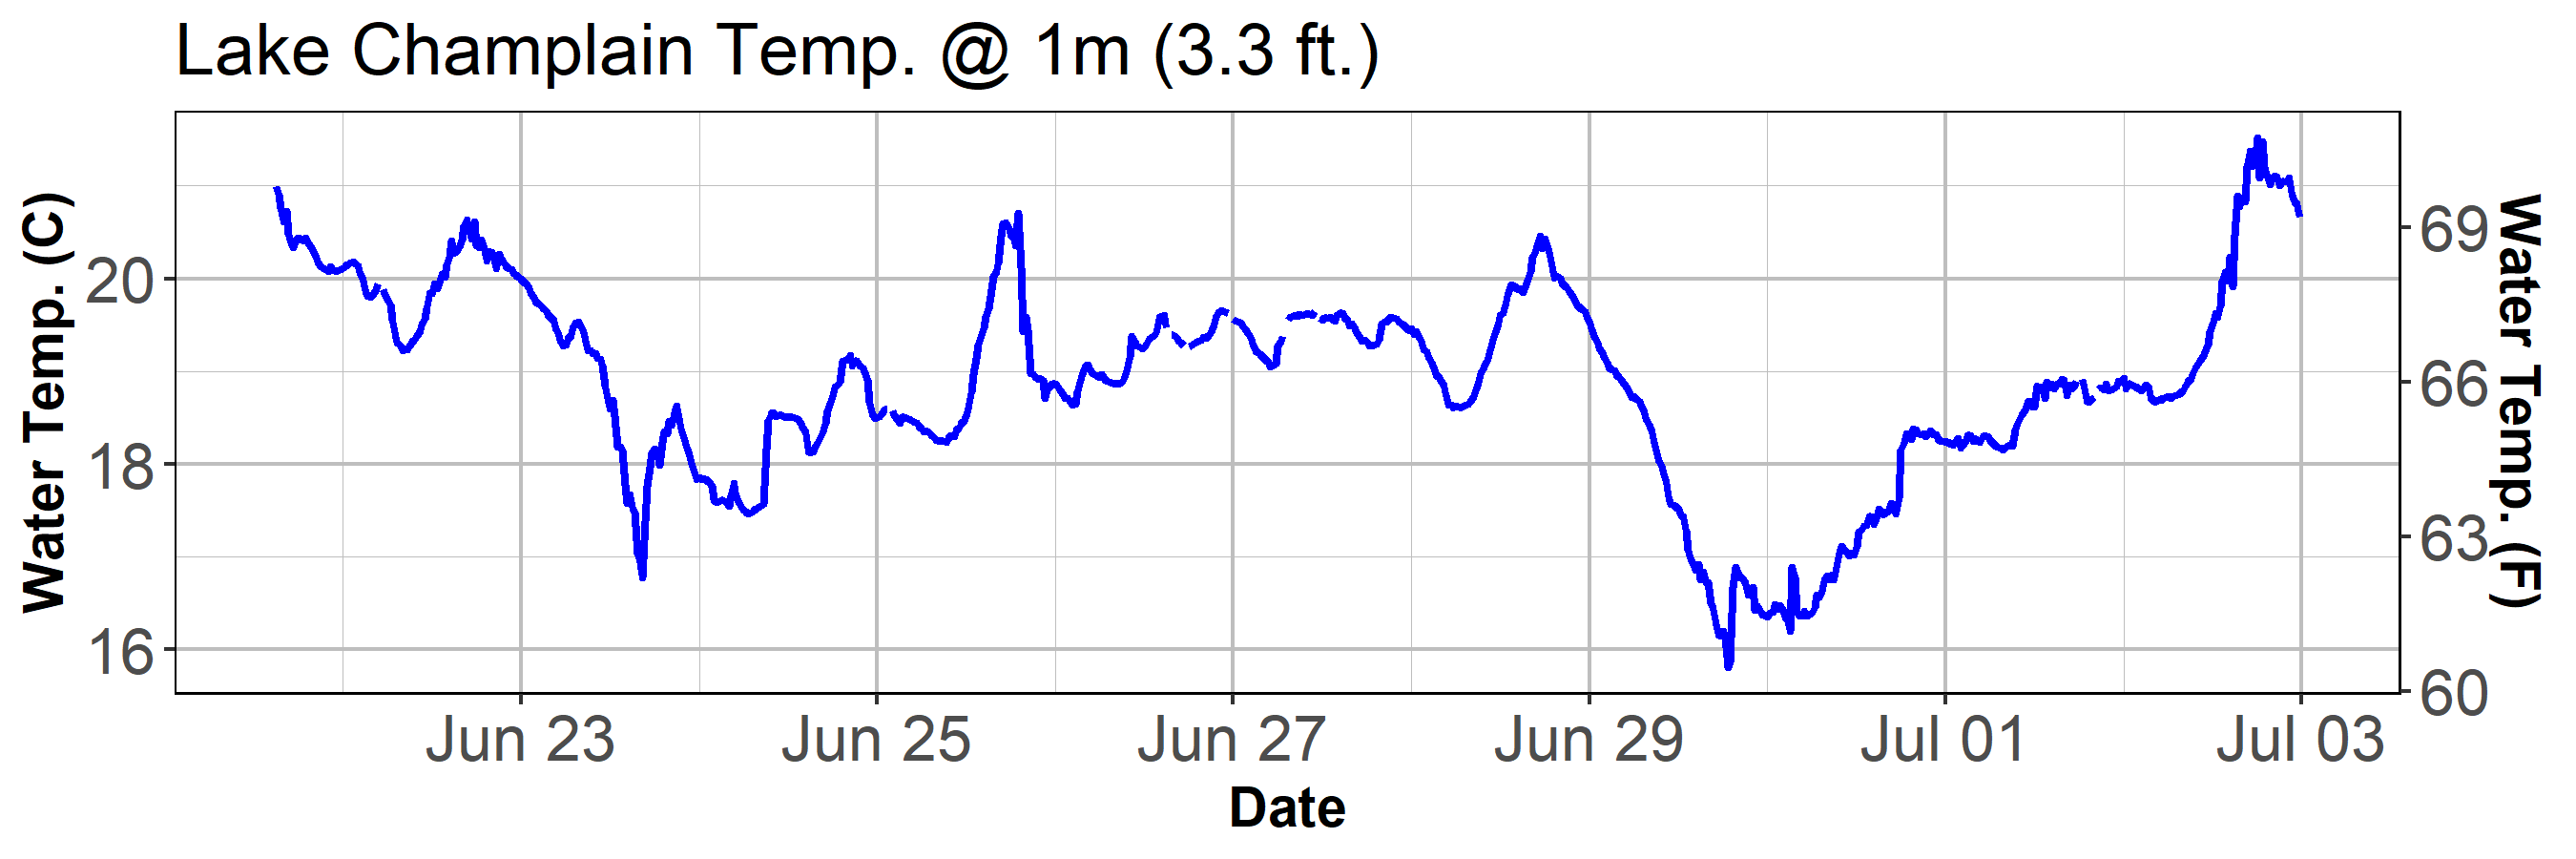 Lake Champlain Temp. @ 1m (3.3 ft.)
Water Temp. (C)
20
18
16
69
66
63
60
Water Temp. (F)
Jun 23
Jun 25
Jun 27
Jun 29
Jul 01
Jul 03
Date